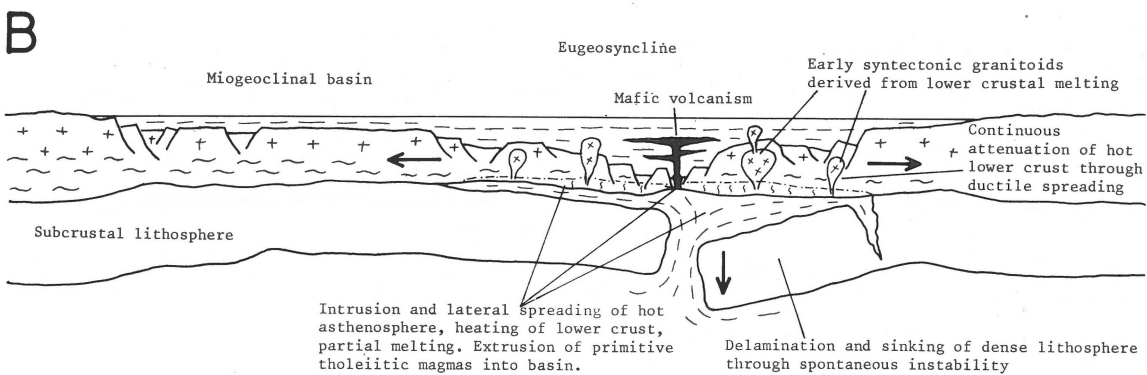 B
Eugeosyncline
Miogeoclinal basin
Mafic volcanism
Early syntectonic granitoids
derived from lower crustal melting
Continuous
attenuation of hot
lower crust through
ductile spreading
Subcrustal lithosphere
Intrusion and lateral spreading of hot
asthenosphere, heating of lower crust,
partial melting. Extrusion of primitive
tholeiitic magmas into basin.
Delamination and sinking of dense lithosphere
through spontaneous instability